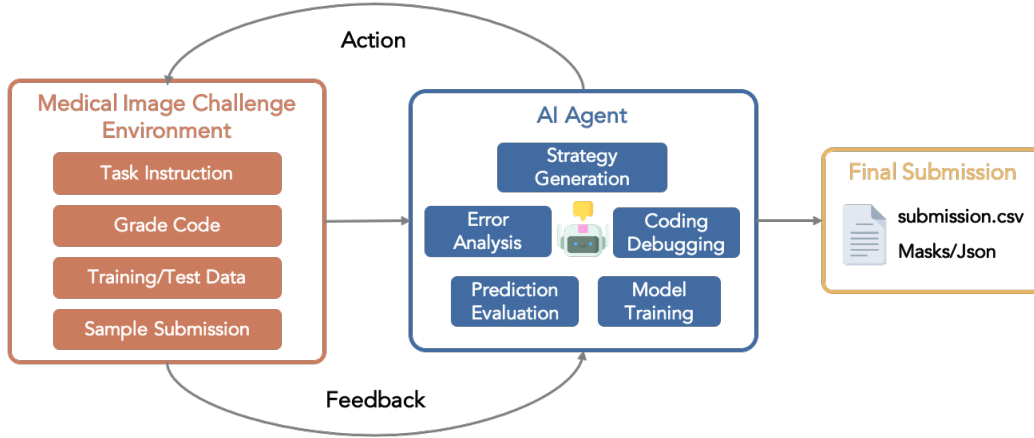 Action
Medical Image Challenge
Environment
Task Instruction
Grade Code
Training/Test Data
Sample Submission
AI Agent
Strategy
Generation
Error
Analysis
Coding
Debugging
Prediction
Evaluation
Model
Training
Final Submission
submission.csv
Masks/Json
Feedback